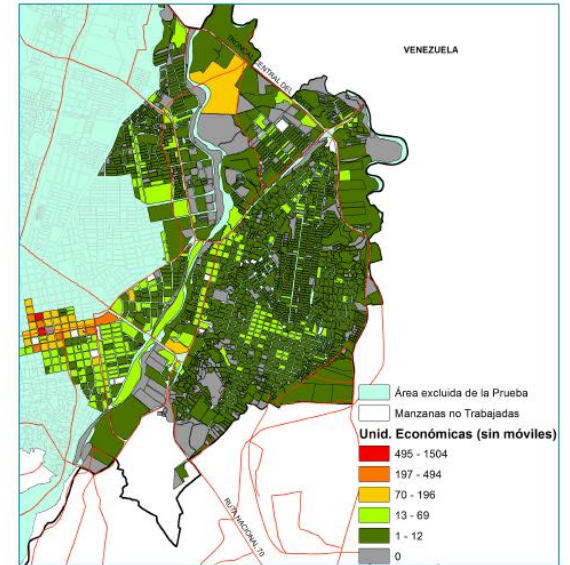 VENEZUELA
TRONCAL CENTRAL DEL
RUTA NACIONAL 70
Área excluida de la Prueba
Manzanas no Trabajadas
Unid. Económicas (sin móviles)
495 - 1504
197 - 494
70 - 196
13 - 69
1 - 12
0